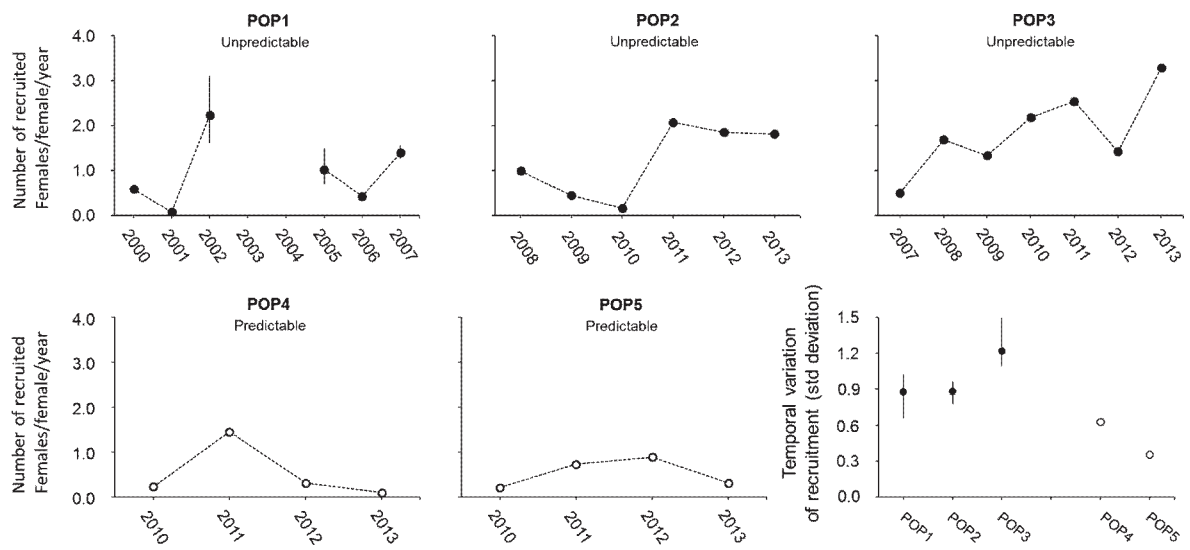 POP1
Unpredictable
Number of recruited
Females/female/year
4.0
3.0
2.0
1.0
0.0
2000
2001
2002
2003
2004
2005
2006
2007
POP2
Unpredictable
2008
2009
2010
2011
2012
2013
POP3
Unpredictable
2007
2008
2009
2010
2011
2012
2013
POP4
Predictable
Number of recruited
Females/female/year
4.0
3.0
2.0
1.0
0.0
2010
2011
2012
2013
POP5
Predictable
2010
2011
2012
2013
Temporal variation
of recruitment (std deviation)
1.5
1.2
0.9
0.6
0.3
0.0
POP1
POP2
POP3
POP4
POP5